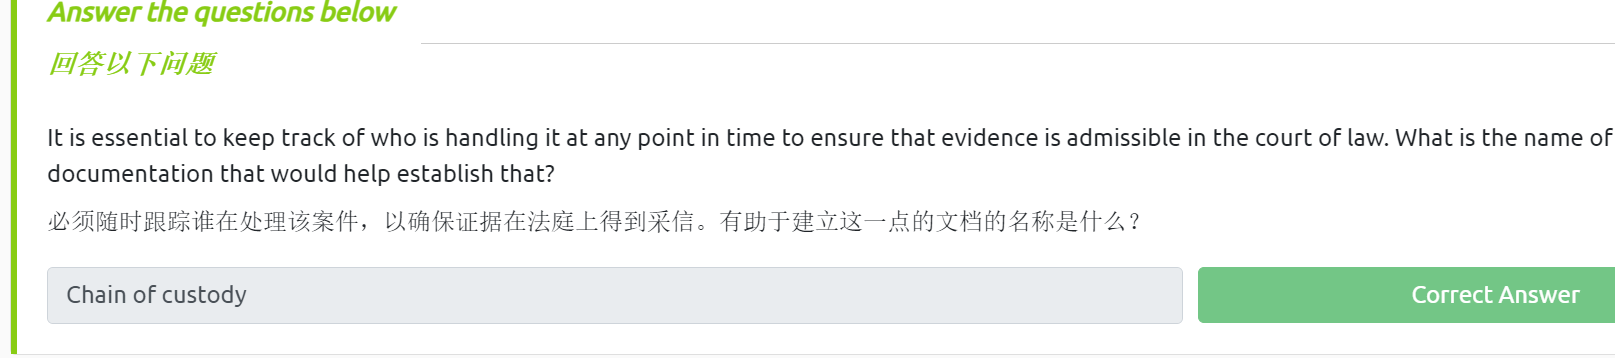 Answer the questions below
回答以下问题
It is essential to keep track of who is handling it at any point in time to ensure that evidence is admissible in the court of law. What is the name of
documentation that would help establish that?
必须随时跟踪谁在处理该案件，以确保证据在法庭上得到采信。有助于建立这一点的文档的名称是什么？
Chain of custody
Correct Answer